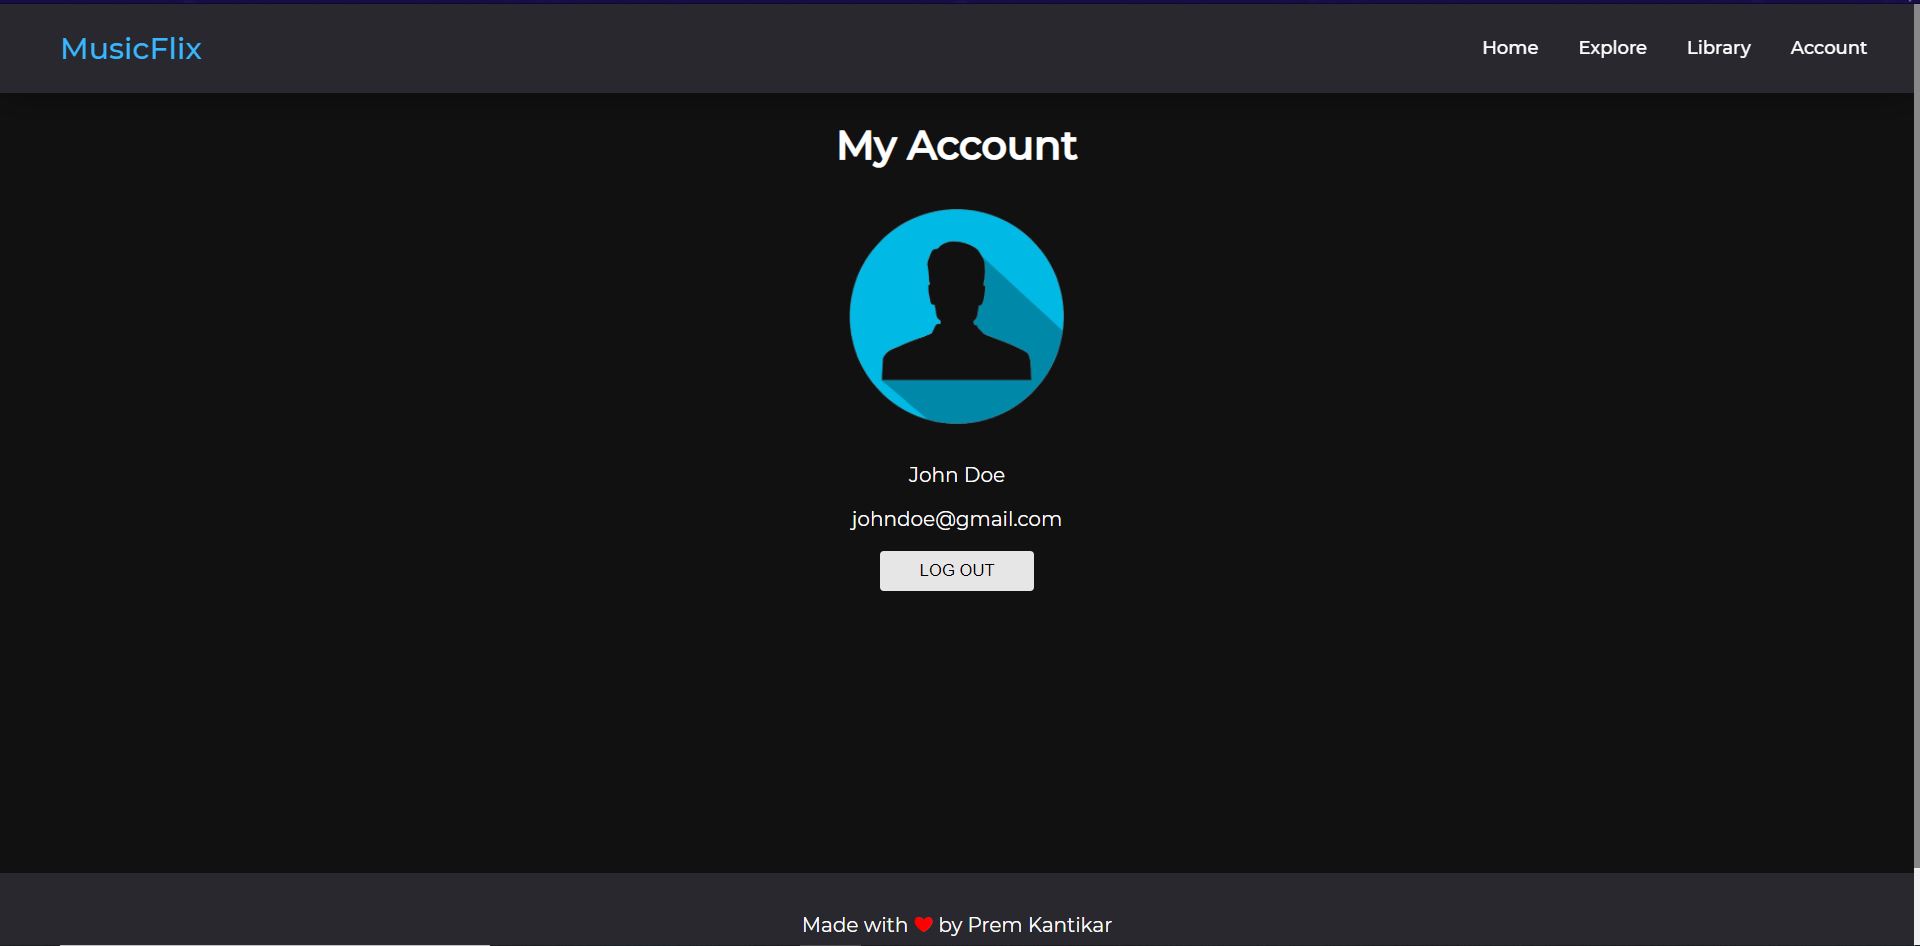 MusicFlix
Home Explore Library Account
My Account
John Doe
johndoe@gmail.com
LOG OUT
Made with ❤ by Prem Kantikar